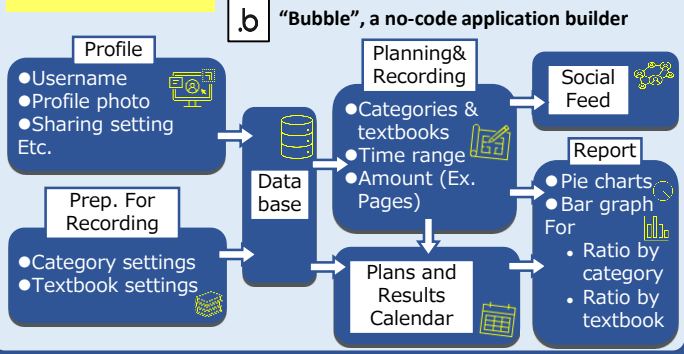 .b
“Bubble”, a no-code application builder
Profile
●Username
●Profile photo
●Sharing setting
Etc.
Prep. For
Recording
●Category settings
●Textbook settings
Data
base
Planning&
Recording
●Categories &
textbooks
●Time range
●Amount (Ex.
Pages)
Plans and
Results
Calendar
Social
Feed
Report
●Pie charts
●Bar graph
For
• Ratio by
category
• Ratio by
textbook